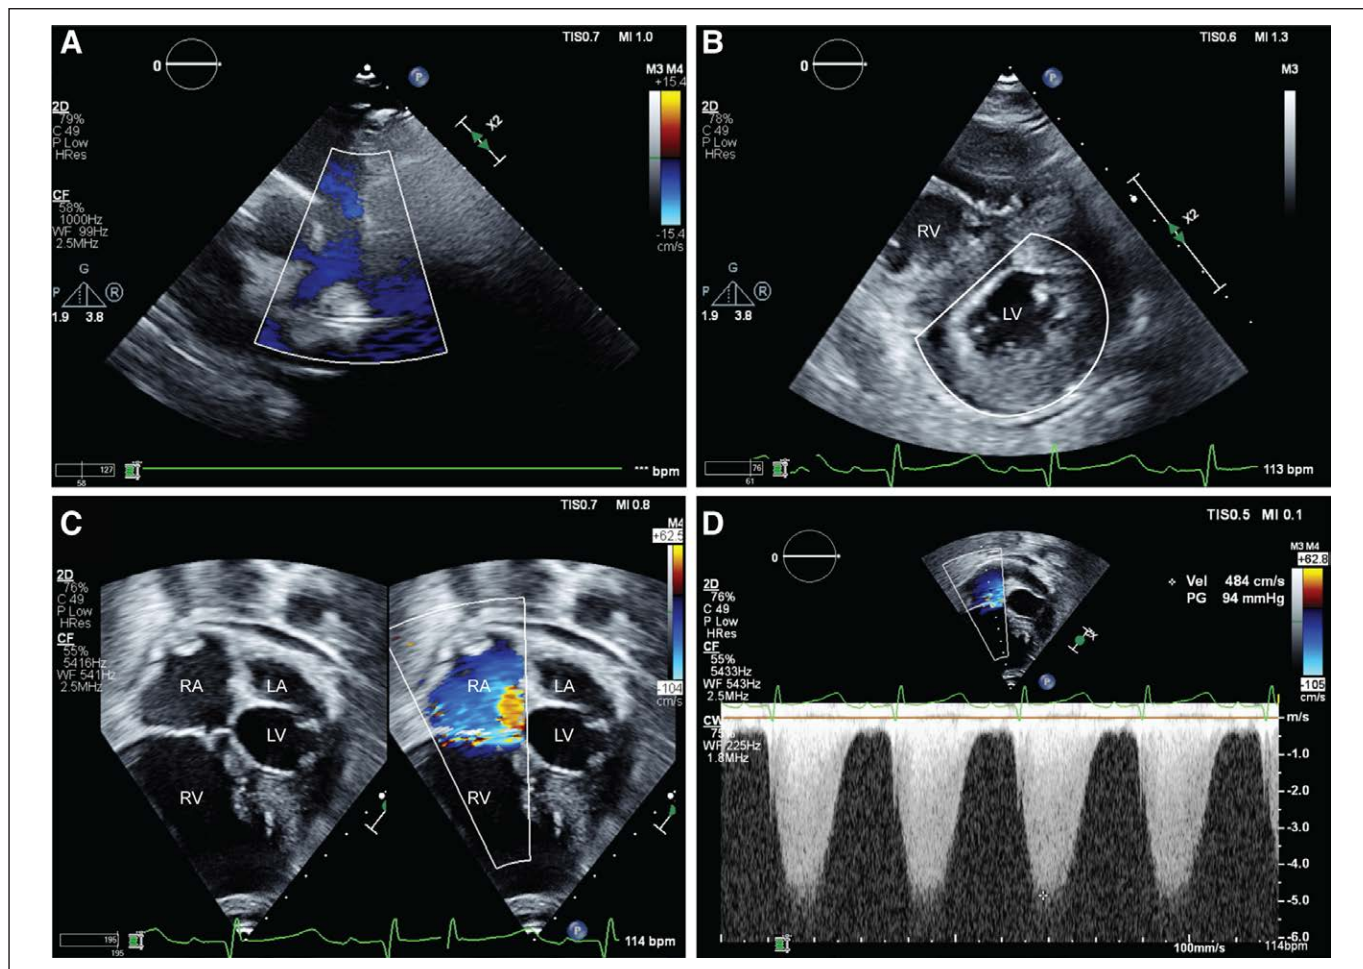 A
TIS0.7 MI 1.0
0
P
M3 M4
+15.4
2D
79%
C 49
P Low
HRes
X2
CF
58%
1000Hz
WF 99Hz
2.5MHz
-15.4
cm/s
G
P R
1.9 3.8
127
58
--- bpm
B
TIS0.6 MI 1.3
0
P
M3
2D
78%
C 49
P Low
HRes
X2
RV
LV
G
P R
1.9 3.8
76
61
113 bpm
C
TIS0.7 MI 0.8
M4
+62.5
2D
76%
C 49
P Low
HRes
CF
55%
5416Hz
WF 541Hz
2.5MHz
-104
cm/s
RA LA
LV
RV
RA LA
LV
RV
P
195
195
114 bpm
D
TIS0.5 MI 0.1
0
M3 M4
+62.8
Vel 484 cm/s
PG 94 mmHg
2D
76%
C 49
P Low
HRes
CF
55%
5433Hz
WF 543Hz
2.5MHz
P
-105
cm/s
CW
75%
WF 225Hz
1.8MHz
m/s
-1.0
-2.0
-3.0
-4.0
-5.0
-6.0
100mm/s
114bpm